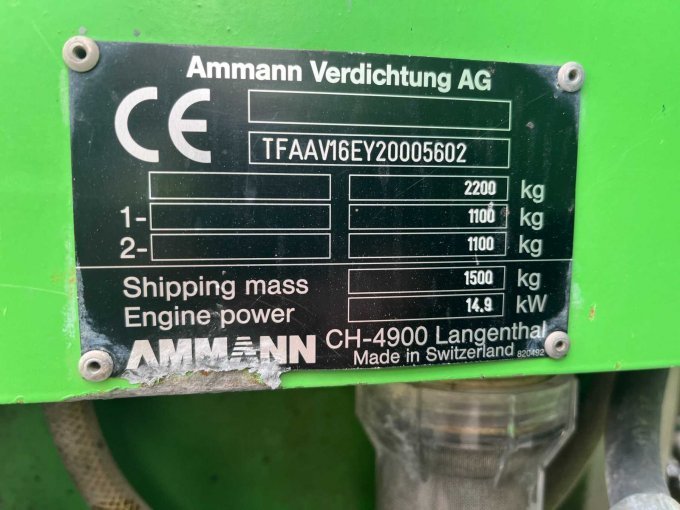 Ammann Verdichtung AG
CE
TFAAV16EY20005602
2200 kg
1- 1100 kg
2- 1100 kg
Shipping mass 1500 kg
Engine power 14.9 kW
AMMANN CH-4900 Langenthal
Made in Switzerland 820492